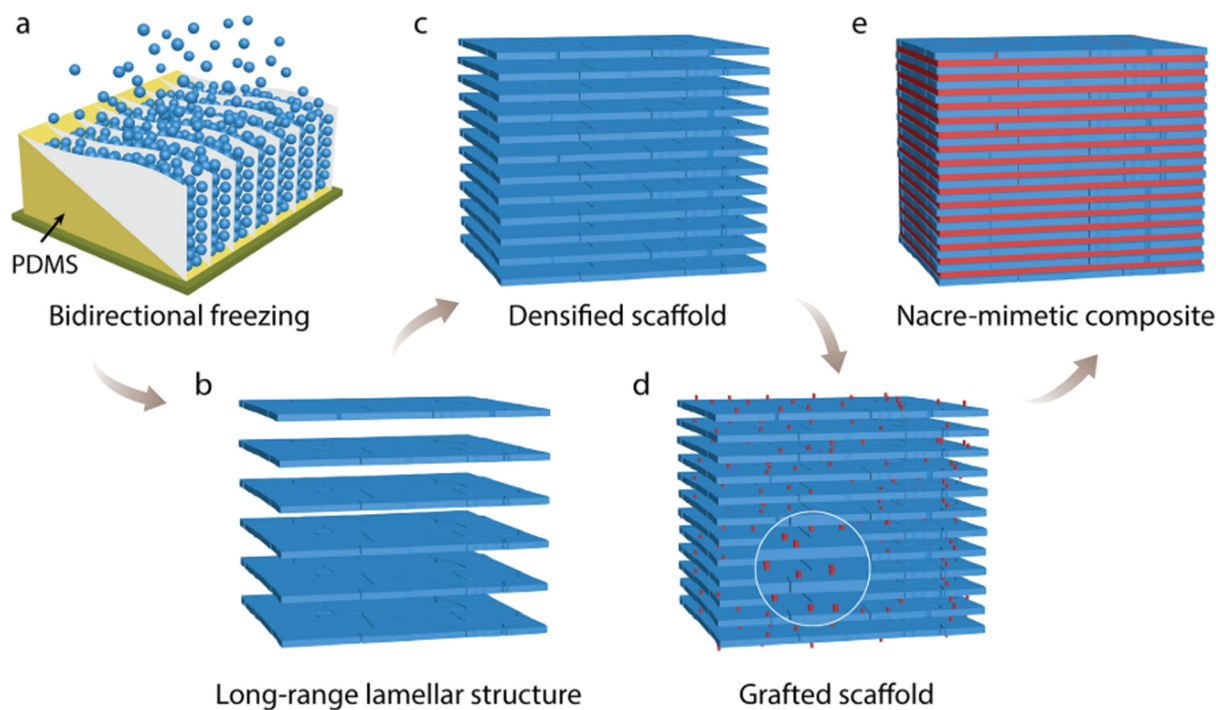 a
PDMS
Bidirectional freezing
c
Densified scaffold
e
Nacre-mimetic composite
b
Long-range lamellar structure
d
Grafted scaffold